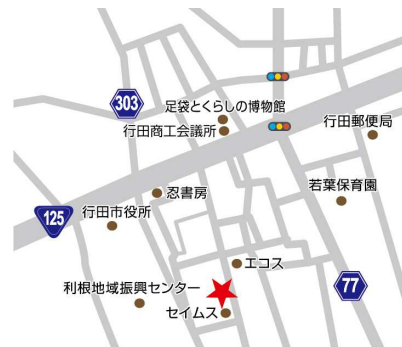 303
足袋とくらしの博物館
行田商工会議所
行田郵便局
忍書房
若葉保育園
125
行田市役所
エコス
77
利根地域振興センター
セイムス